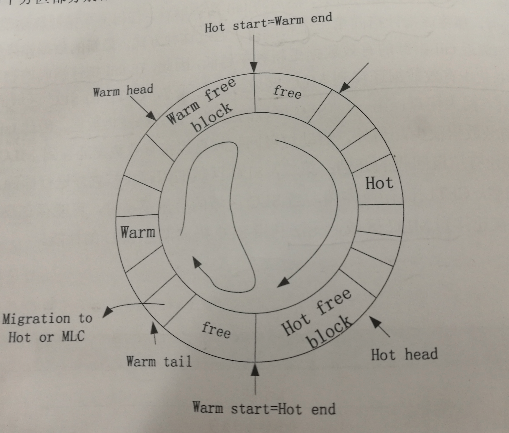 Hot start=Warm end
Warm head
Warm free
block
free
Hot
Warm
Migration to
Hot or MLC
free
Hot free
block
Warm tail
Hot head
Warm start=Hot end